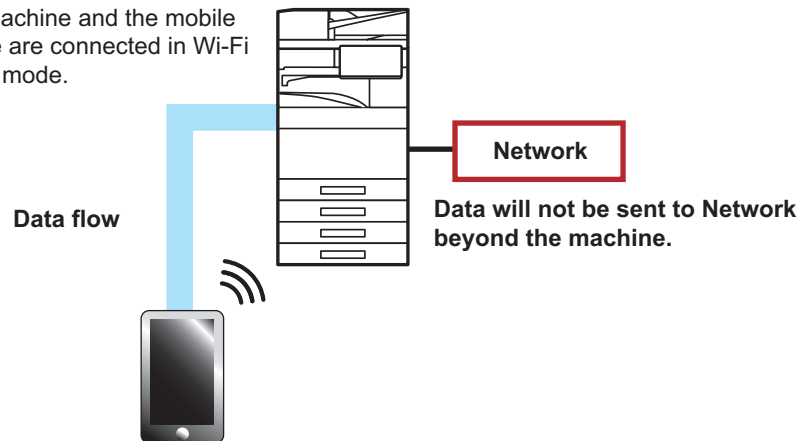 achine and the mobile
e are connected in Wi-Fi
mode.
Network
Data flow
Data will not be sent to Network
beyond the machine.